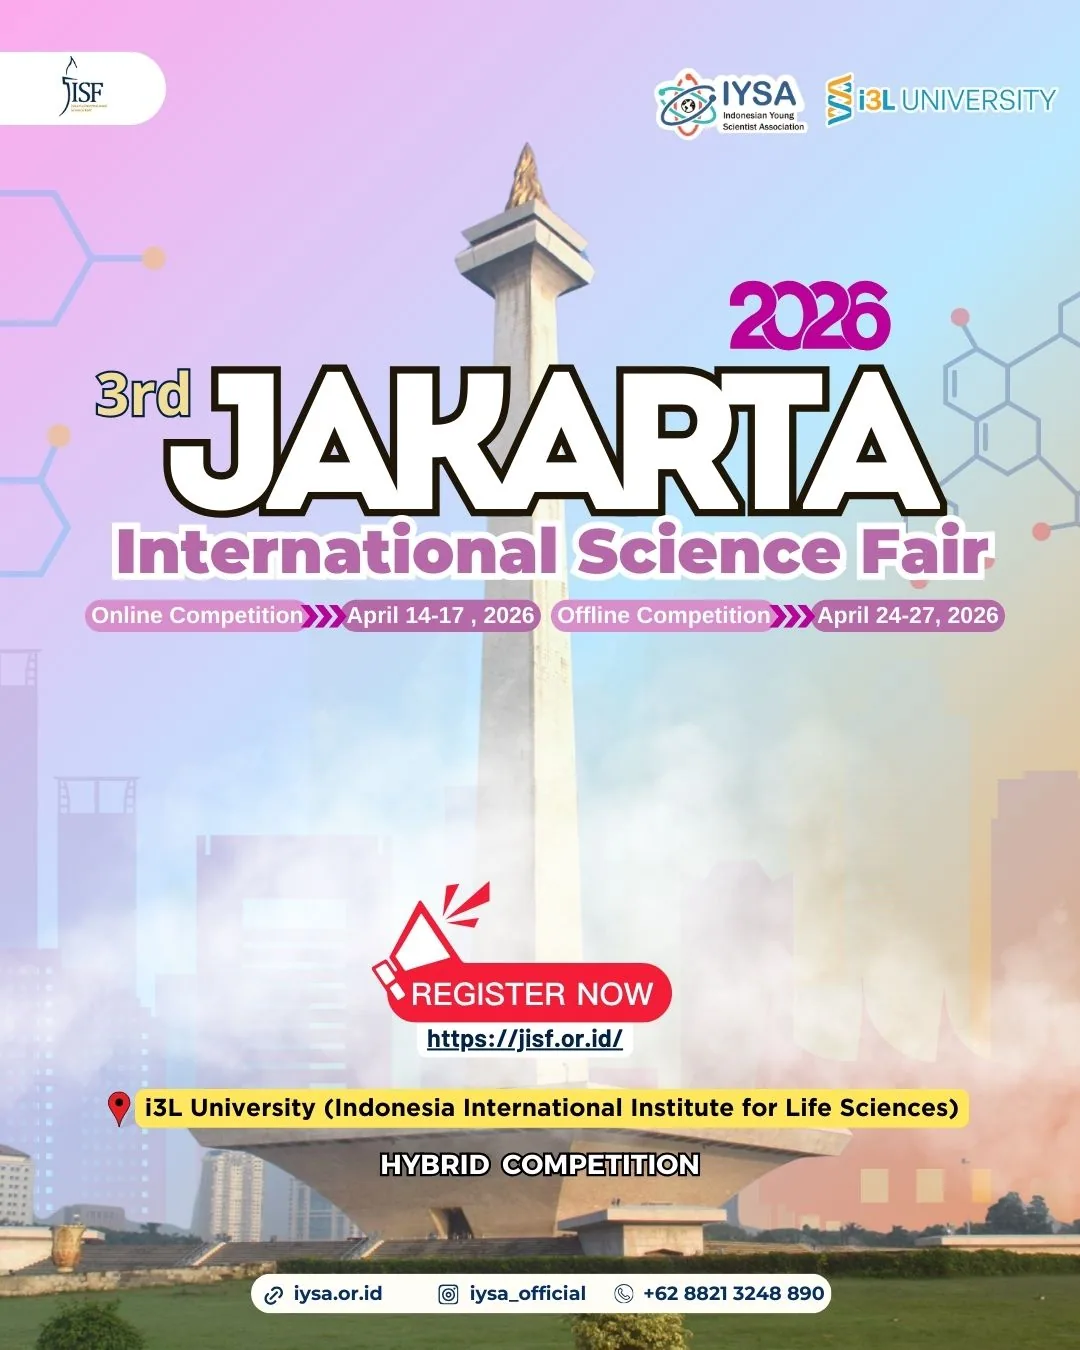 JISF
IYSA
Indonesian Young
Scientist Association
i3L UNIVERSITY
2026
3rd JAKARTA
International Science Fair
Online Competition April 14-17 , 2026 Offline Competition April 24-27, 2026
REGISTER NOW
https://jisf.or.id/
i3L University (Indonesia International Institute for Life Sciences)
HYBRID COMPETITION
iysa.or.id iysa_official +62 8821 3248 890